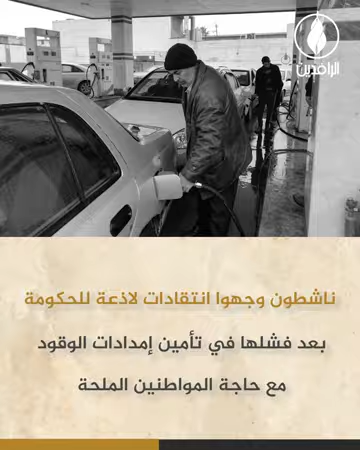 الرافدين
ناشطون وجهوا انتقادات لاذعة للحكومة
بعد فشلها في تأمين إمدادات الوقود
مع حاجة المواطنين الملحة